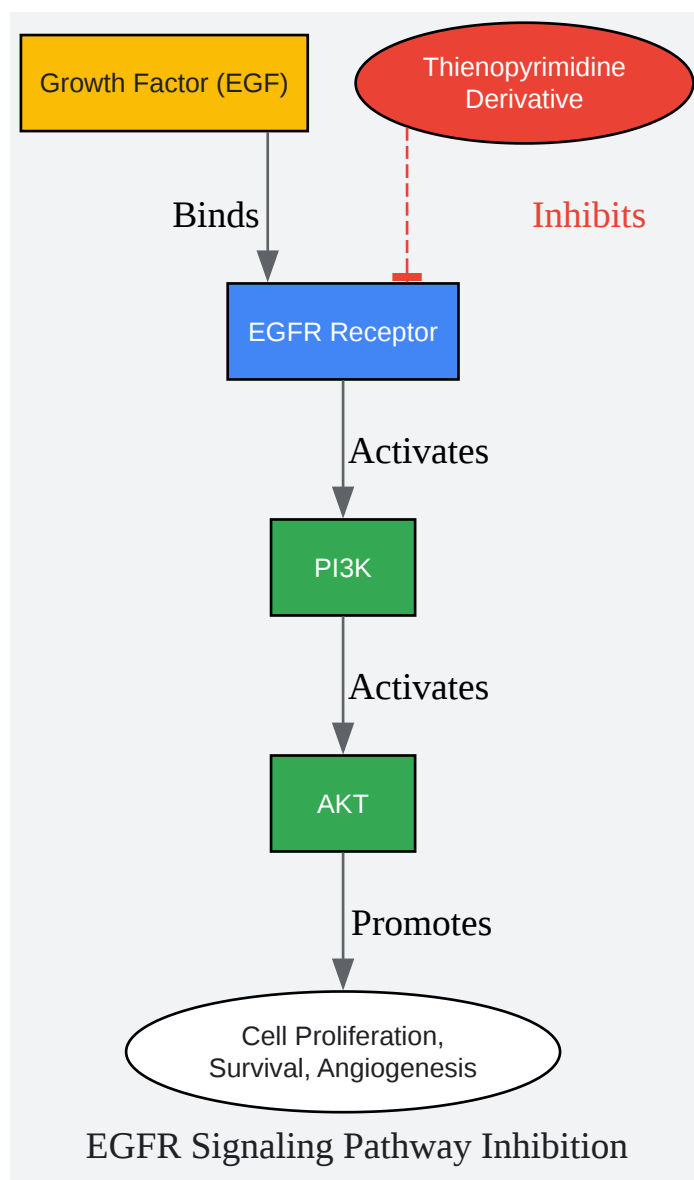 Growth Factor (EGF)
Thienopyrimidine
Derivative
Binds
Inhibits
EGFR Receptor
Activates
PI3K
Activates
AKT
Promotes
Cell Proliferation,
Survival, Angiogenesis
EGFR Signaling Pathway Inhibition